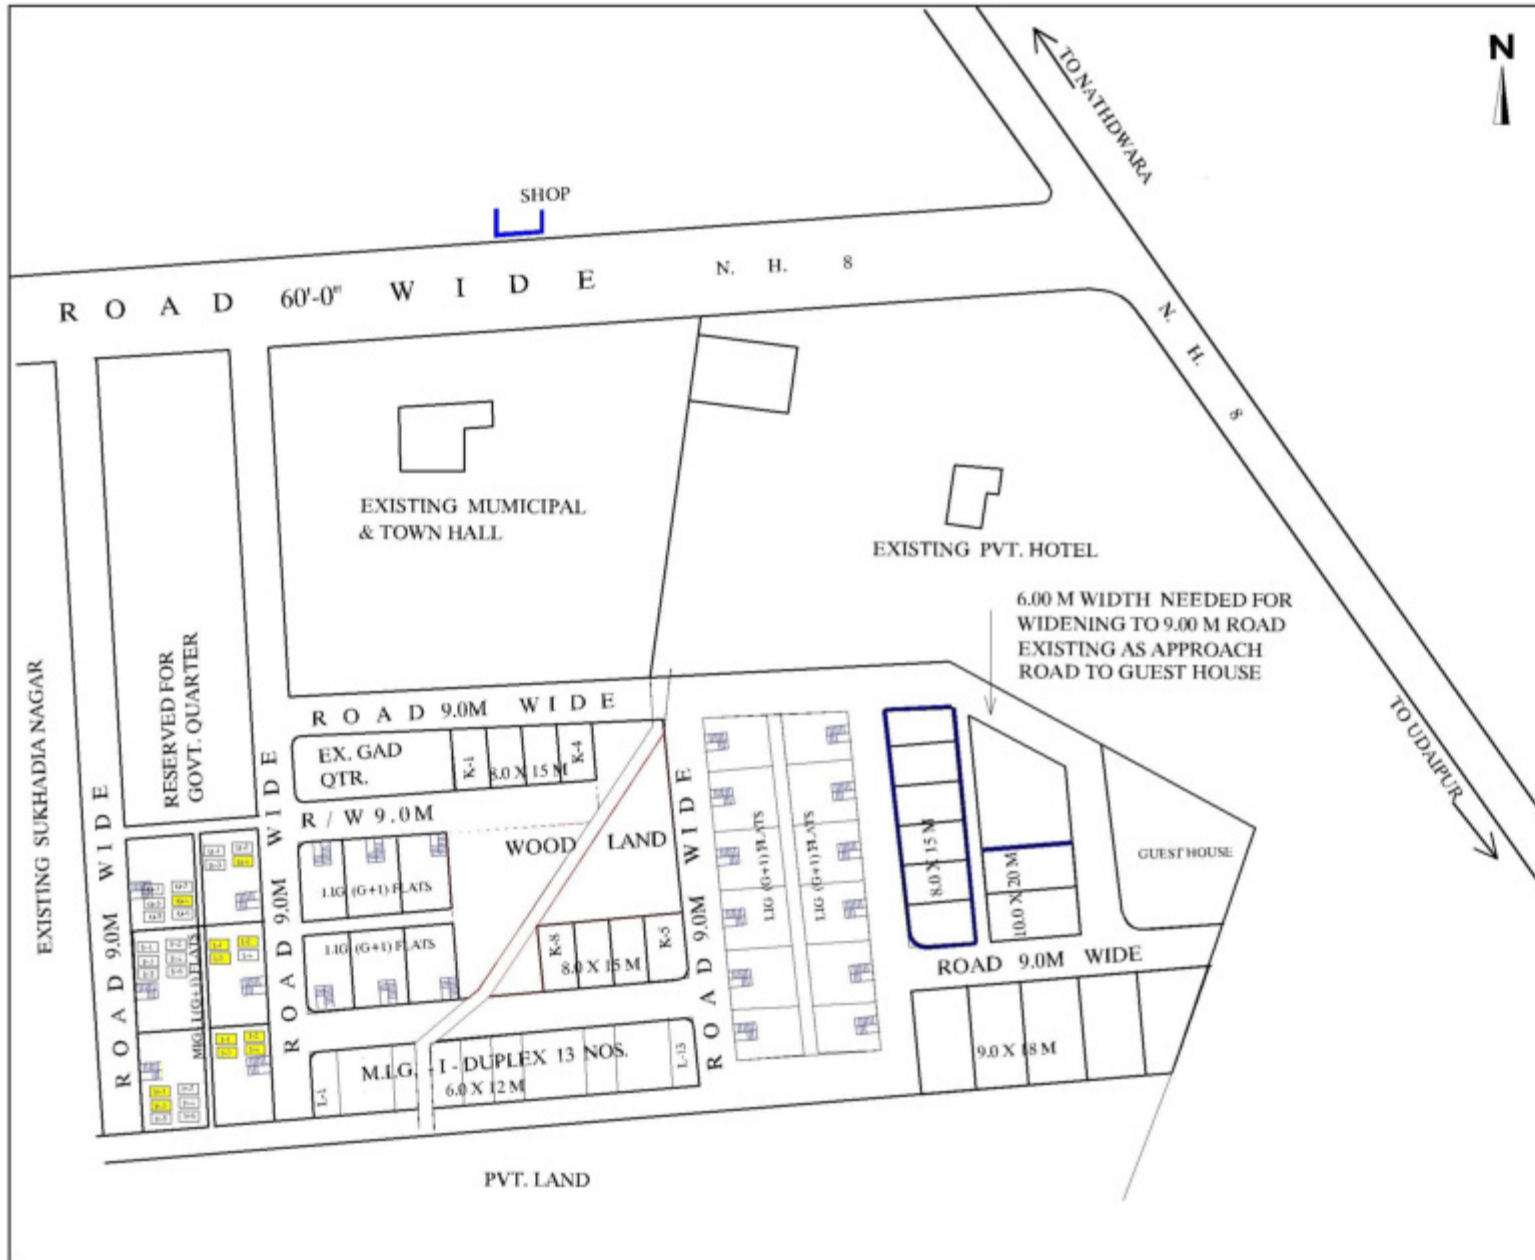 N
TO NATHDWARA
SHOP
ROAD 60'-0" WIDE N. H. 8
N. H. 8
EXISTING MUMICIPAL
& TOWN HALL
EXISTING PVT. HOTEL
6.00 M WIDTH NEEDED FOR
WIDENING TO 9.00 M ROAD
EXISTING AS APPROACH
ROAD TO GUEST HOUSE
TO UDAIPUR
EXISTING SUKHADIA NAGAR
RESERVED FOR
GOVT. QUARTER
ROAD 9.0M WIDE
ROAD 9.0M WIDE
ROAD 9.0M WIDE
EX. GAD
QTR.
K-1
8.0 X 15 M
K-4
R / W 9.0 M
WOOD LAND
LIG (G+1) FLATS
LIG (G+1) FLATS
K-8
8.0 X 15 M
K-5
ROAD 9.0M WIDE
LIG (G+1) FLATS
LIG (G+1) FLATS
8.0 X 15 M
10.0 X 20 M
GUEST HOUSE
ROAD 9.0M WIDE
9.0 X 18 M
MIG-I (G+1) FLATS
M.I.G. - I - DUPLEX 13 NOS.
6.0 X 12 M
L-1
L-13
PVT. LAND